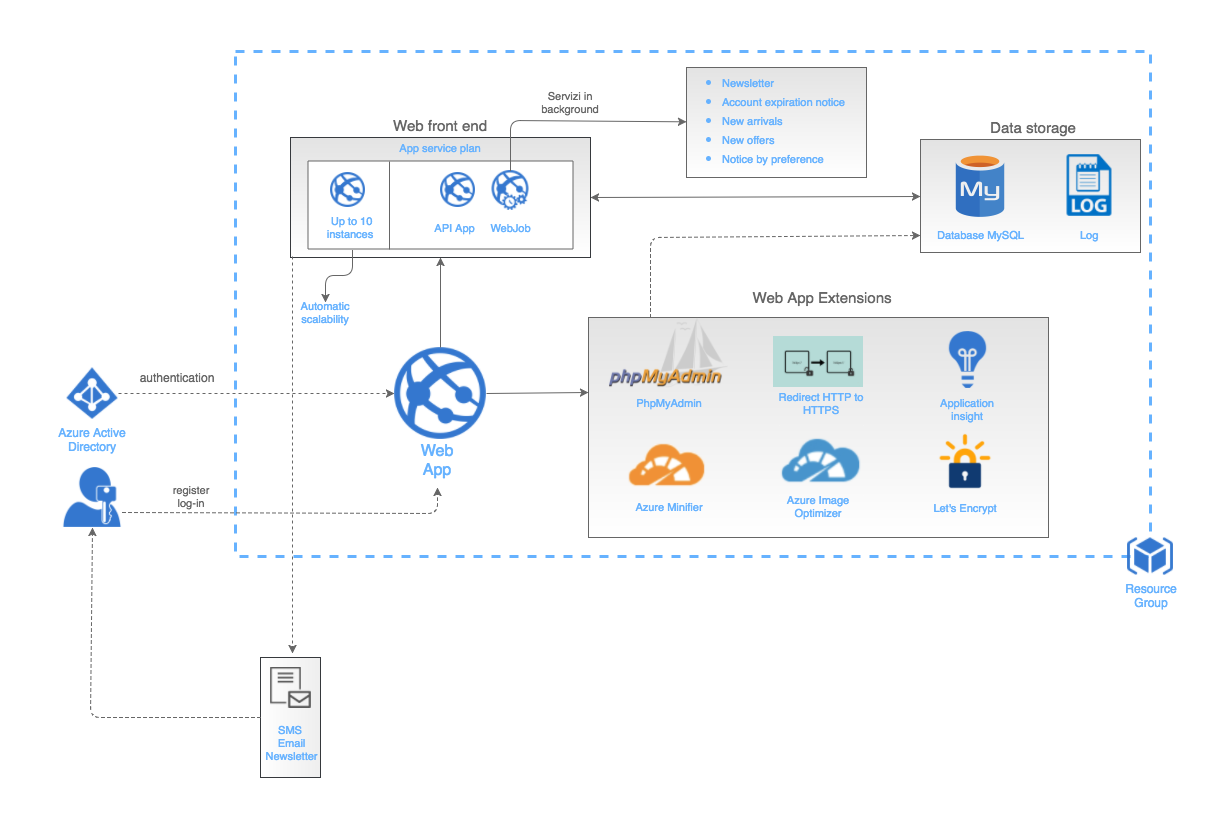 Newsletter
Account expiration notice
New arrivals
New offers
Notice by preference
Servizi in
background
Web front end
App service plan
Up to 10
instances
API App
WebJob
Data storage
My
LOG
Database MySQL
Log
Automatic
scalability
Web App Extensions
phpMyAdmin
PhpMyAdmin
Redirect HTTP to
HTTPS
Application
insight
Azure Minifier
Azure Image
Optimizer
Let's Encrypt
authentication
Azure Active
Directory
Web
App
register
log-in
Resource
Group
SMS
Email
Newsletter